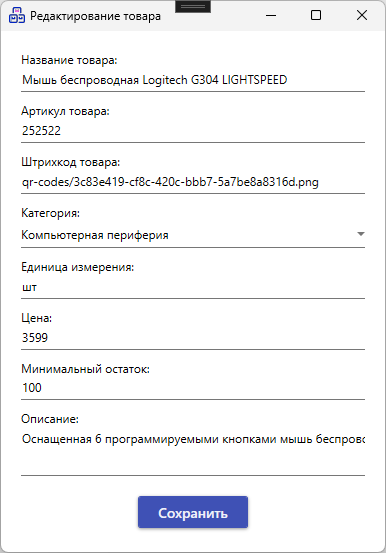 Редактирование товара
Название товара:
Мышь беспроводная Logitech G304 LIGHTSPEED
Артикул товара:
252522
Штрихкод товара:
qr-codes/3c83e419-cf8c-420c-bbb7-5a7be8a8316d.png
Категория:
Компьютерная периферия
Единица измерения:
шт
Цена:
3599
Минимальный остаток:
100
Описание:
Оснащенная 6 программируемыми кнопками мышь беспрово
Сохранить